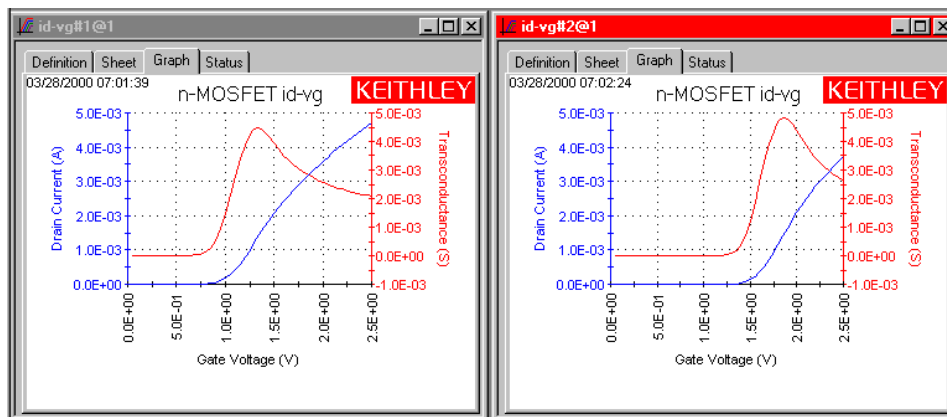 id-vg#1@1
Definition Sheet Graph Status
03/28/2000 07:01:39
n-MOSFET id-vg
KEITHLEY
5.0E-03
4.0E-03
3.0E-03
2.0E-03
1.0E-03
0.0E+00
Drain Current (A)
5.0E-03
4.0E-03
3.0E-03
2.0E-03
1.0E-03
0.0E+00
-1.0E-03
Transconductance (S)
0.0E+00
5.0E-01
1.0E+00
1.5E+00
2.0E+00
2.5E+00
Gate Voltage (V)
id-vg#2@1
Definition Sheet Graph Status
03/28/2000 07:02:24
n-MOSFET id-vg
KEITHLEY
5.0E-03
4.0E-03
3.0E-03
2.0E-03
1.0E-03
0.0E+00
Drain Current (A)
5.0E-03
4.0E-03
3.0E-03
2.0E-03
1.0E-03
0.0E+00
-1.0E-03
Transconductance (S)
0.0E+00
5.0E-01
1.0E+00
1.5E+00
2.0E+00
2.5E+00
Gate Voltage (V)